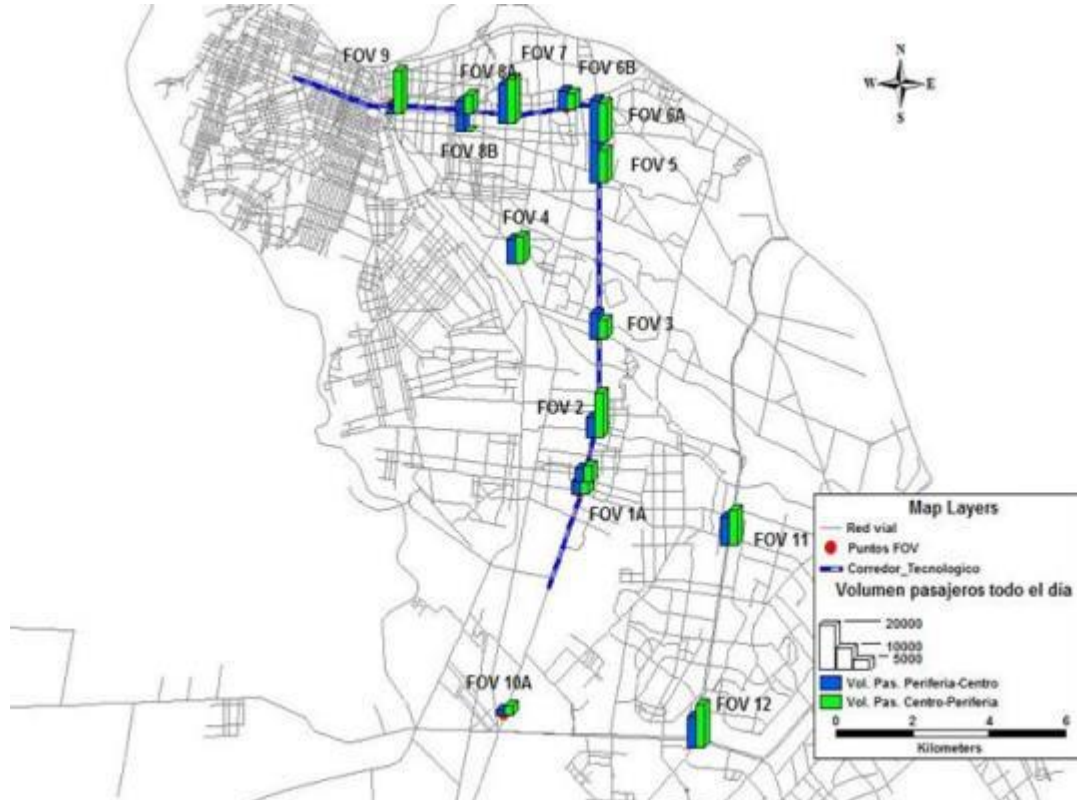 FOV 9
FOV 7
FOV 8A
FOV 6B
FOV 6A
FOV 8B
FOV 5
FOV 4
FOV 3
FOV 2
FOV 1A
FOV 11
FOV 10A
FOV 12
N
W E
S
Map Layers
Red vial
Puntos FOV
Corredor_Tecnologico
Volumen pasajeros todo el día
20000
10000
5000
Vol. Pas. Periferia-Centro
Vol. Pas. Centro-Periferia
0 2 4 6
Kilometers